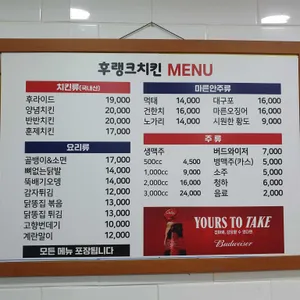 후랭크치킨 MENU
치킨류(국내산)
후라이드 19,000
양념치킨 20,000
반반치킨 20,000
훈제치킨 17,000
요리류
골뱅이&소면 17,000
뼈없는닭발 14,000
뚝배기오뎅 14,000
감자튀김 12,000
닭똥집 볶음 13,000
닭똥집 튀김 13,000
고향번데기 10,000
계란말이 12,000
모든 메뉴 포장됩니다
마른안주류
먹태 14,000 대구포 16,000
건한치 16,000 마른오징어 16,000
노가리 14,000 시원한 황도 9,000
주 류
생맥주 버드와이저 7,000
500cc 4,500 병맥주(카스) 5,000
1,000cc 9,000 소주 5,000
2,000cc 16,000 청하 6,000
3,000cc 24,000 음료 2,000
YOURS TO TAKE
Budweiser